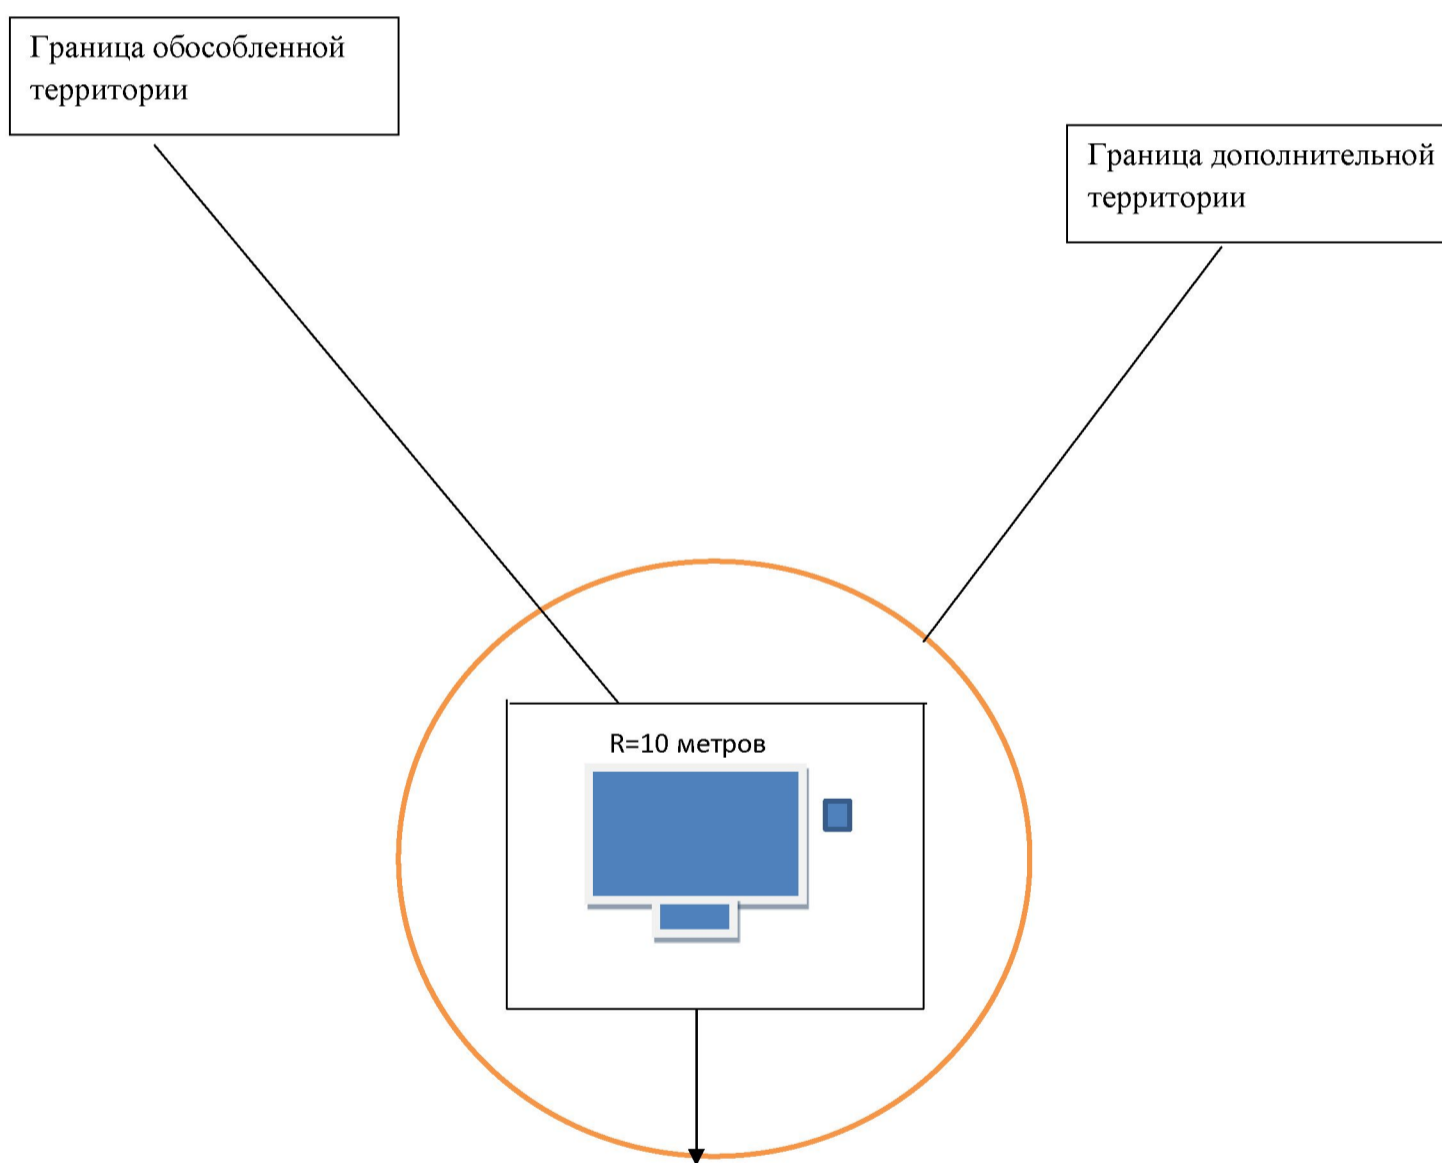 Граница обособленной
территории
Граница дополнительной
территории
R=10 метров